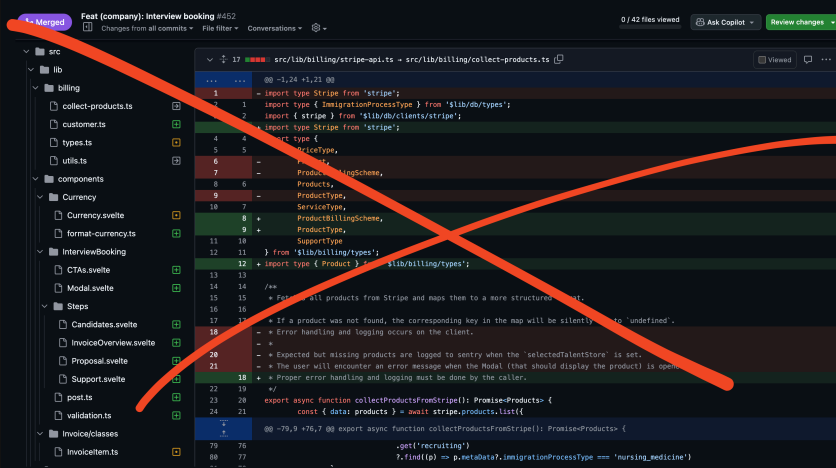 Merged
Feat (company): Interview booking #452
Changes from all commits File filter Conversations
0 / 42 files viewed
Ask Copilot
Review changes
src
lib
billing
collect-products.ts
customer.ts
types.ts
utils.ts
components
Currency
Currency.svelte
format-currency.ts
InterviewBooking
CTAs.svelte
Modal.svelte
Steps
Candidates.svelte
InvoiceOverview.svelte
Proposal.svelte
Support.svelte
post.ts
validation.ts
Invoice/classes
InvoiceItem.ts
17 src/lib/billing/stripe-api.ts → src/lib/billing/collect-products.ts
Viewed
... ... @@ -1,24 +1,21 @@
1 - import type Stripe from 'stripe';
2 1 import type { ImmigrationProcessType } from '$lib/db/types';
2 import { stripe } from '$lib/db/clients/stripe';
+ import type Stripe from 'stripe';
4 4 import type {
5 5 PriceType,
6 -
7 -
8 6 Products,
9 - ProductType,
10 7 ServiceType,
8 + ProductBillingScheme,
9 + ProductType,
11 10 SupportType
12 11 } from '$lib/billing/types';
12 + import type { Product } '$lib/billing/types';
13 13
14 14 /**
15 15 * all products from Stripe and maps them to a more structured
16 16 *
17 17 * If a product was not found, the corresponding key in the map will be silently to `undefined`.
18 - * Error handling and logging occurs on the client.
- *
20 - * Expected but missing products are logged to sentry when the `selectedTalentStore` is set.
21 - * The user will encounter an error message when the Modal (that should display the product) is
18 + * Proper error handling and logging must be done by the caller.
22 19 */
23 20 export async function collectProductsFromStripe(): Promise<Products> {
24 21 const { data: products } = await stripe.products.list({
@@ -79,9 +76,7 @@ export async function collectProductsFromStripe(): Promise<Products> {
79 76 .get('recruiting')
80 77 ?.find((p) => p.metaData?.immigrationProcessType === 'nursing_medicine')